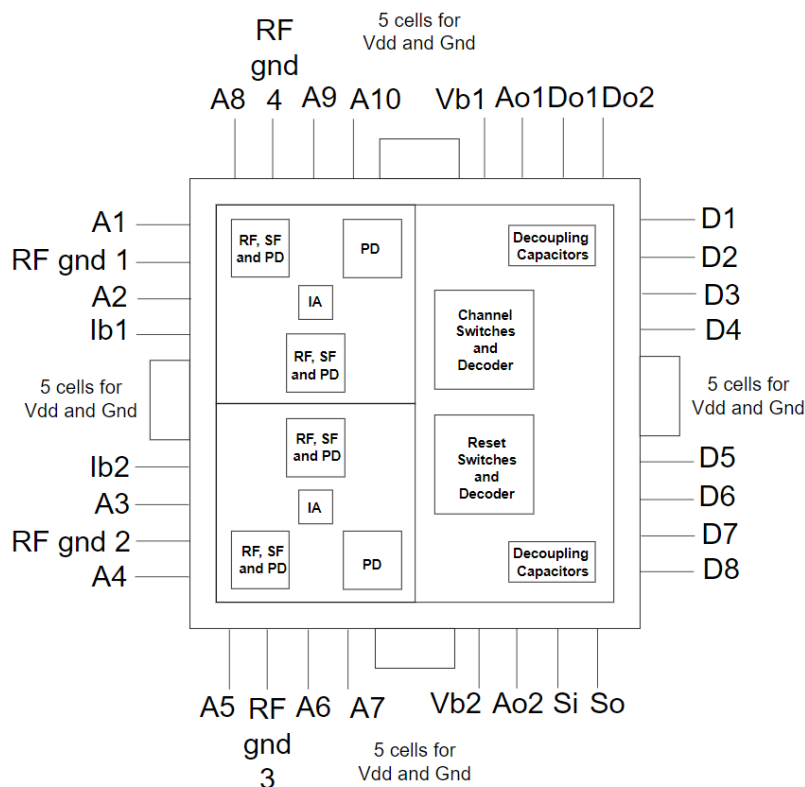 5 cells for
Vdd and Gnd
RF
gnd
4
A8
A9
A10
Vb1
Ao1
Do1
Do2
A1
RF gnd 1
A2
Ib1
5 cells for
Vdd and Gnd
Ib2
A3
RF gnd 2
A4
RF, SF
and PD
PD
IA
RF, SF
and PD
RF, SF
and PD
IA
RF, SF
and PD
PD
Decoupling
Capacitors
Channel
Switches
and
Decoder
Reset
Switches
and
Decoder
Decoupling
Capacitors
D1
D2
D3
D4
5 cells for
Vdd and Gnd
D5
D6
D7
D8
A5
RF
gnd
3
A6
A7
Vb2
Ao2
Si
So
5 cells for
Vdd and Gnd